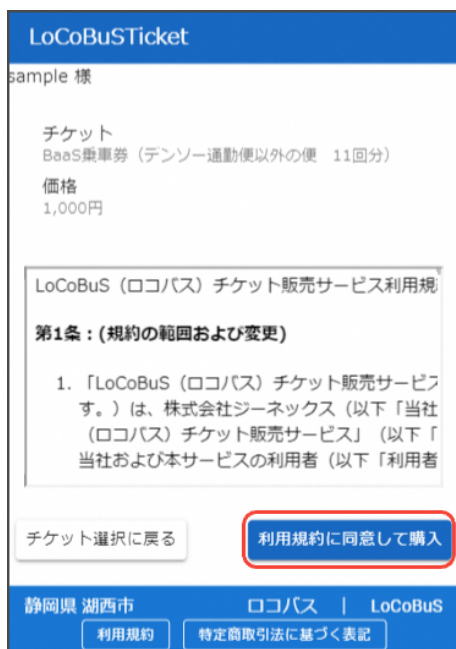 LoCoBuSTicket
sample 様
チケット
BaaS乗車券（デンソー通勤便以外の便　11回分）
価格
1,000円
LoCoBuS（ロコバス）チケット販売サービス利用規
第1条：(規約の範囲および変更)
1. 「LoCoBuS（ロコバス）チケット販売サービス
す。）は、株式会社ジーネックス（以下「当社
（ロコバス）チケット販売サービス」（以下「
当社および本サービスの利用者（以下「利用者
チケット選択に戻る
利用規約に同意して購入
静岡県 湖西市
ロコバス | LoCoBuS
利用規約
特定商取引法に基づく表記